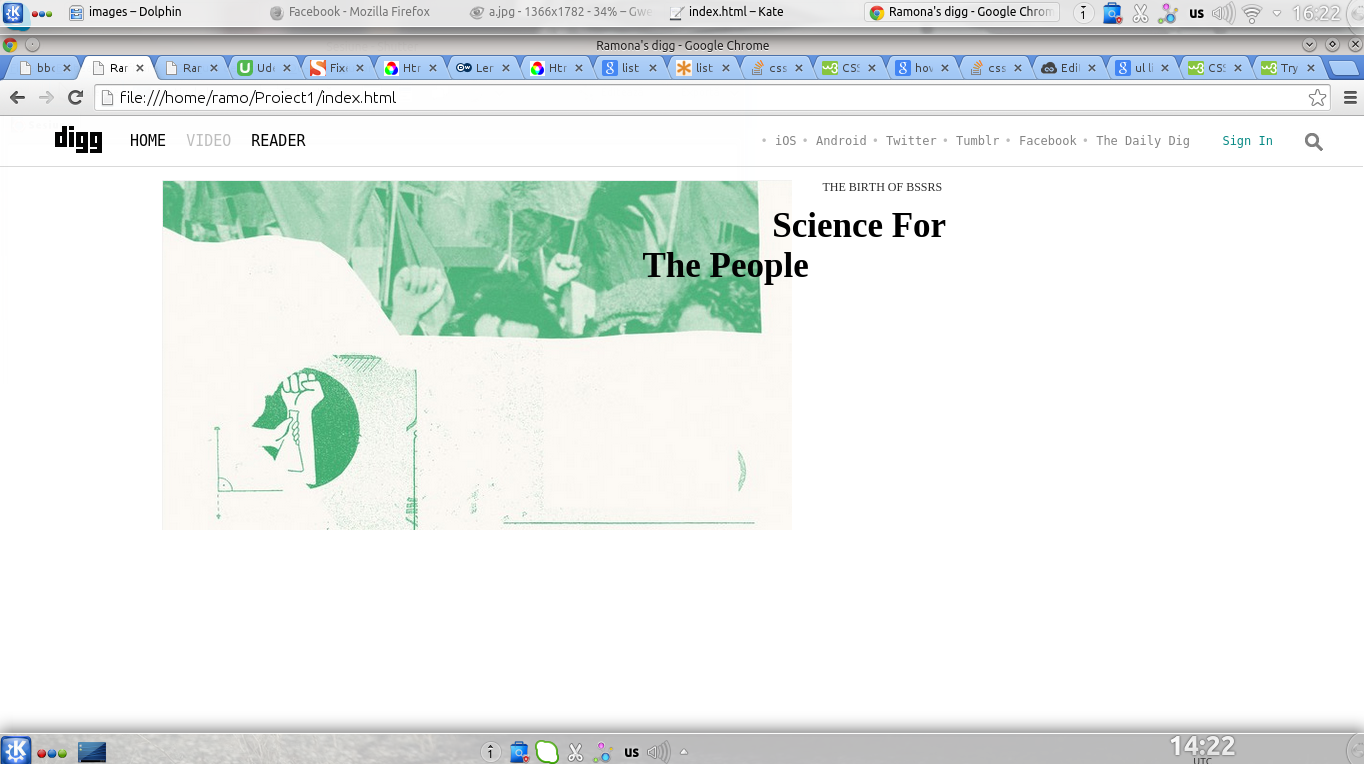 images – Dolphin
Facebook - Mozilla Firefox
a.jpg - 1366x1782 - 34% – Gwe
index.html – Kate
Ramona's digg - Google Chrom
us
16:22
Ramona's digg - Google Chrome
bb
Rar
Rar
Ud
Fix
Htr
Ler
Htr
list
list
css
CSS
hov
css
Edi
ul li
CSS
Try
file:///home/ramo/Proiect1/index.html
digg
HOME
VIDEO
READER
• iOS • Android • Twitter • Tumblr • Facebook • The Daily Dig
Sign In
THE BIRTH OF BSSRS
Science For
The People
us
14:22
UTC